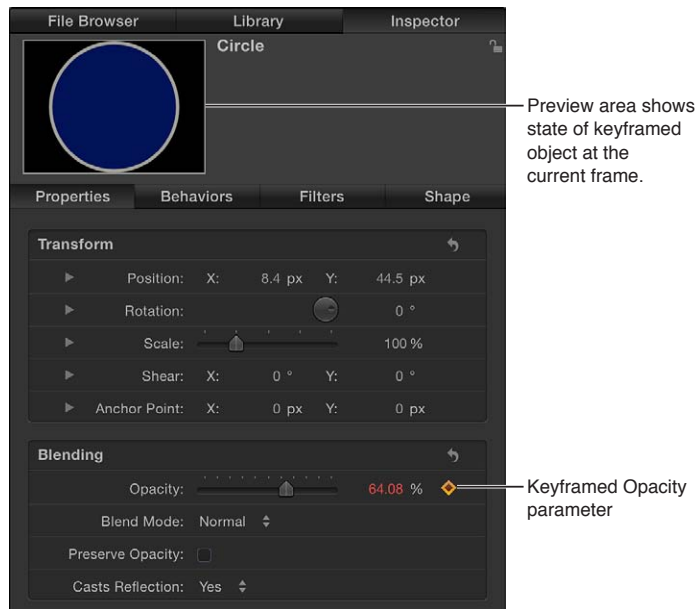 File Browser Library Inspector
Circle
Preview area shows
state of keyframed
object at the
current frame.
Properties Behaviors Filters Shape
Transform
Position: X: 8.4 px Y: 44.5 px
Rotation: 0 °
Scale: 100 %
Shear: X: 0 ° Y: 0 °
Anchor Point: X: 0 px Y: 0 px
Blending
Opacity: 64.08 %
Keyframed Opacity
parameter
Blend Mode: Normal
Preserve Opacity:
Casts Reflection: Yes